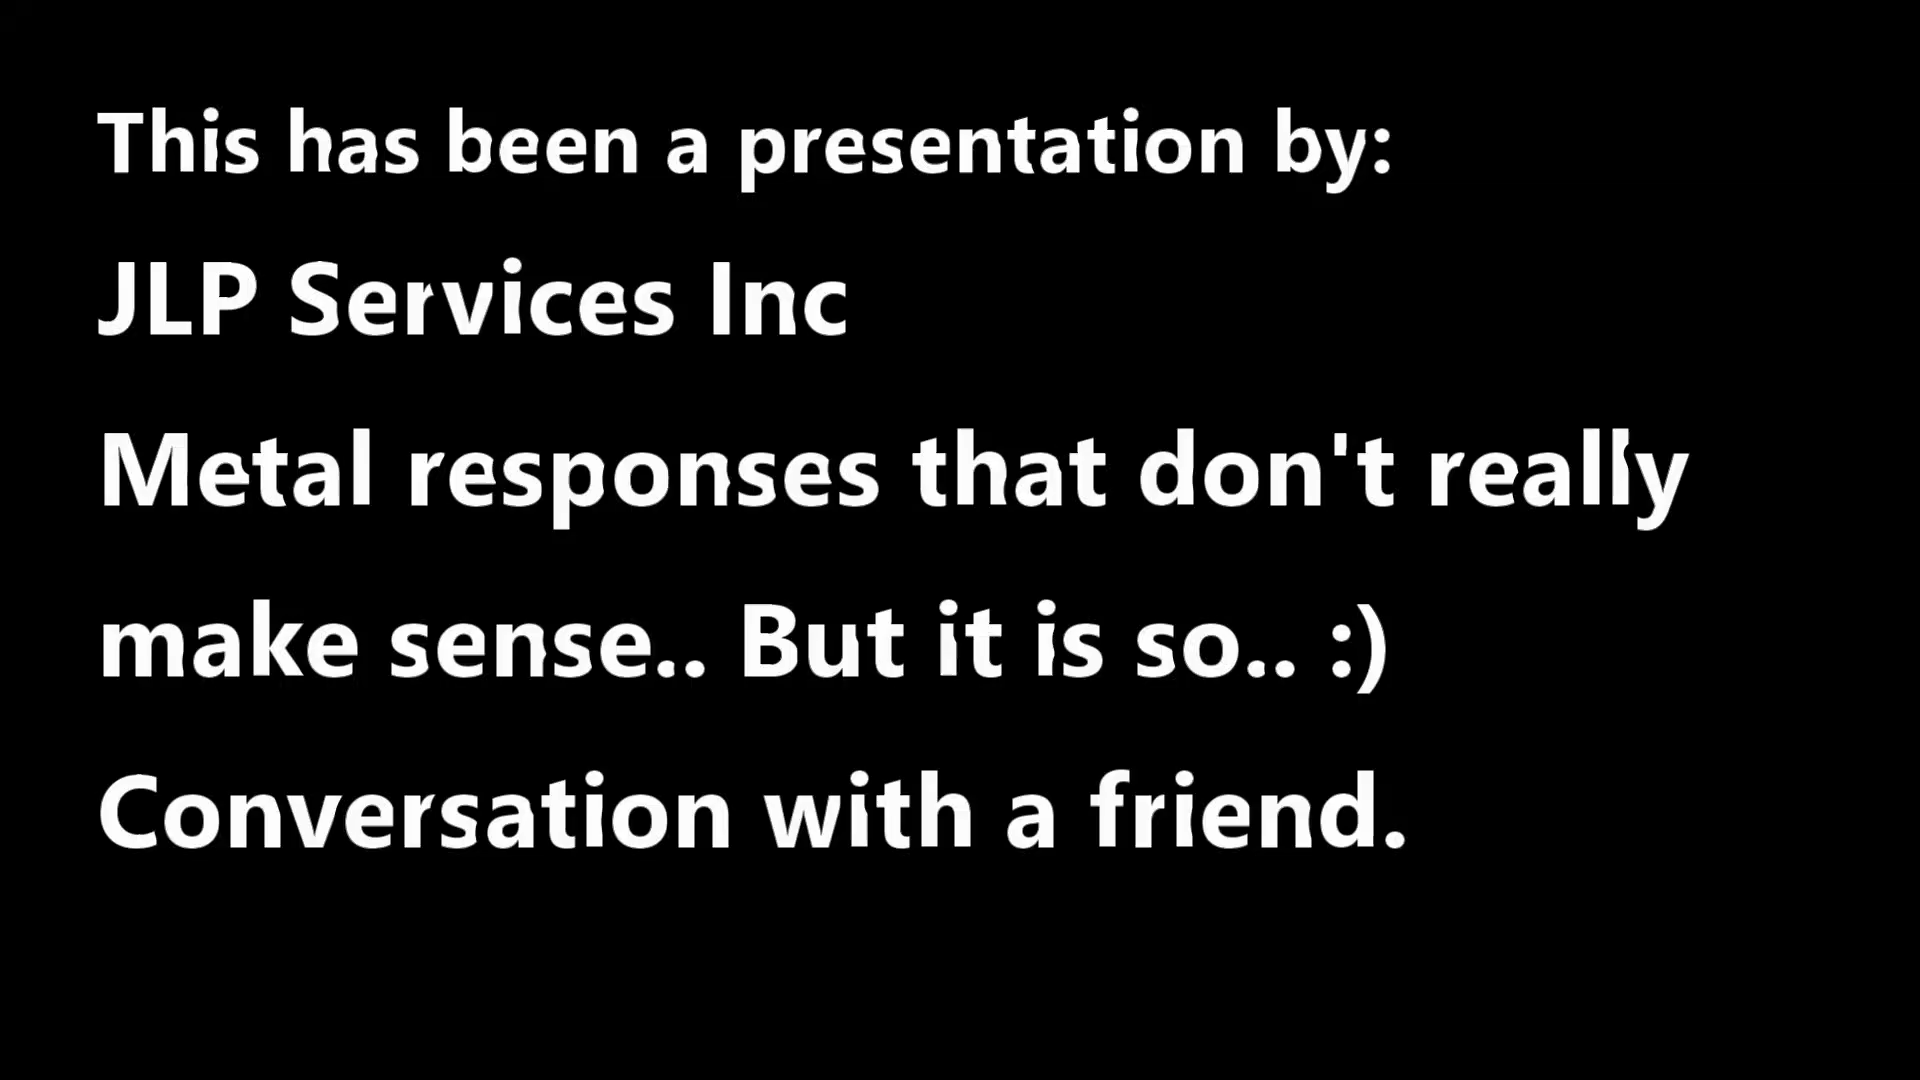 This has been a presentation by:
JLP Services Inc
Metal responses that don't really
make sense.. But it is so.. :)
Conversation with a friend.